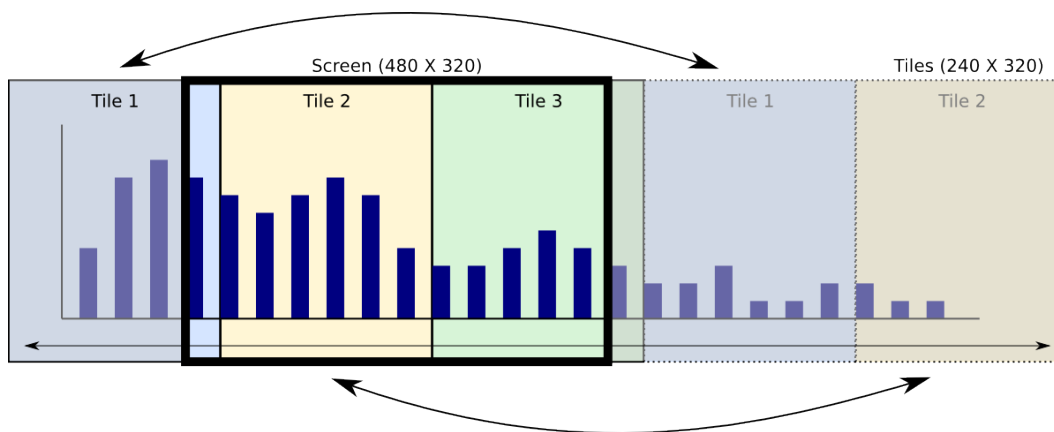 Screen (480 X 320)
Tiles (240 X 320)
Tile 1
Tile 2
Tile 3
Tile 1
Tile 2